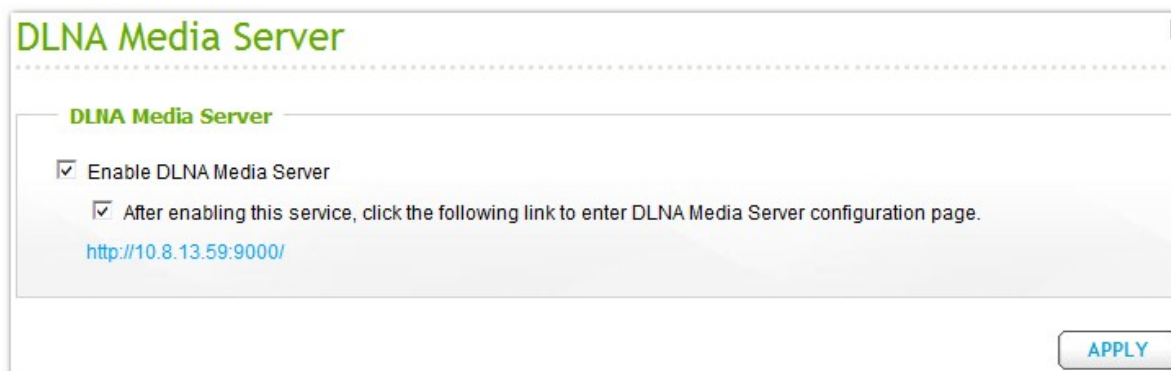 DLNA Media Server
DLNA Media Server
Enable DLNA Media Server
After enabling this service, click the following link to enter DLNA Media Server configuration page.
http://10.8.13.59:9000/
APPLY